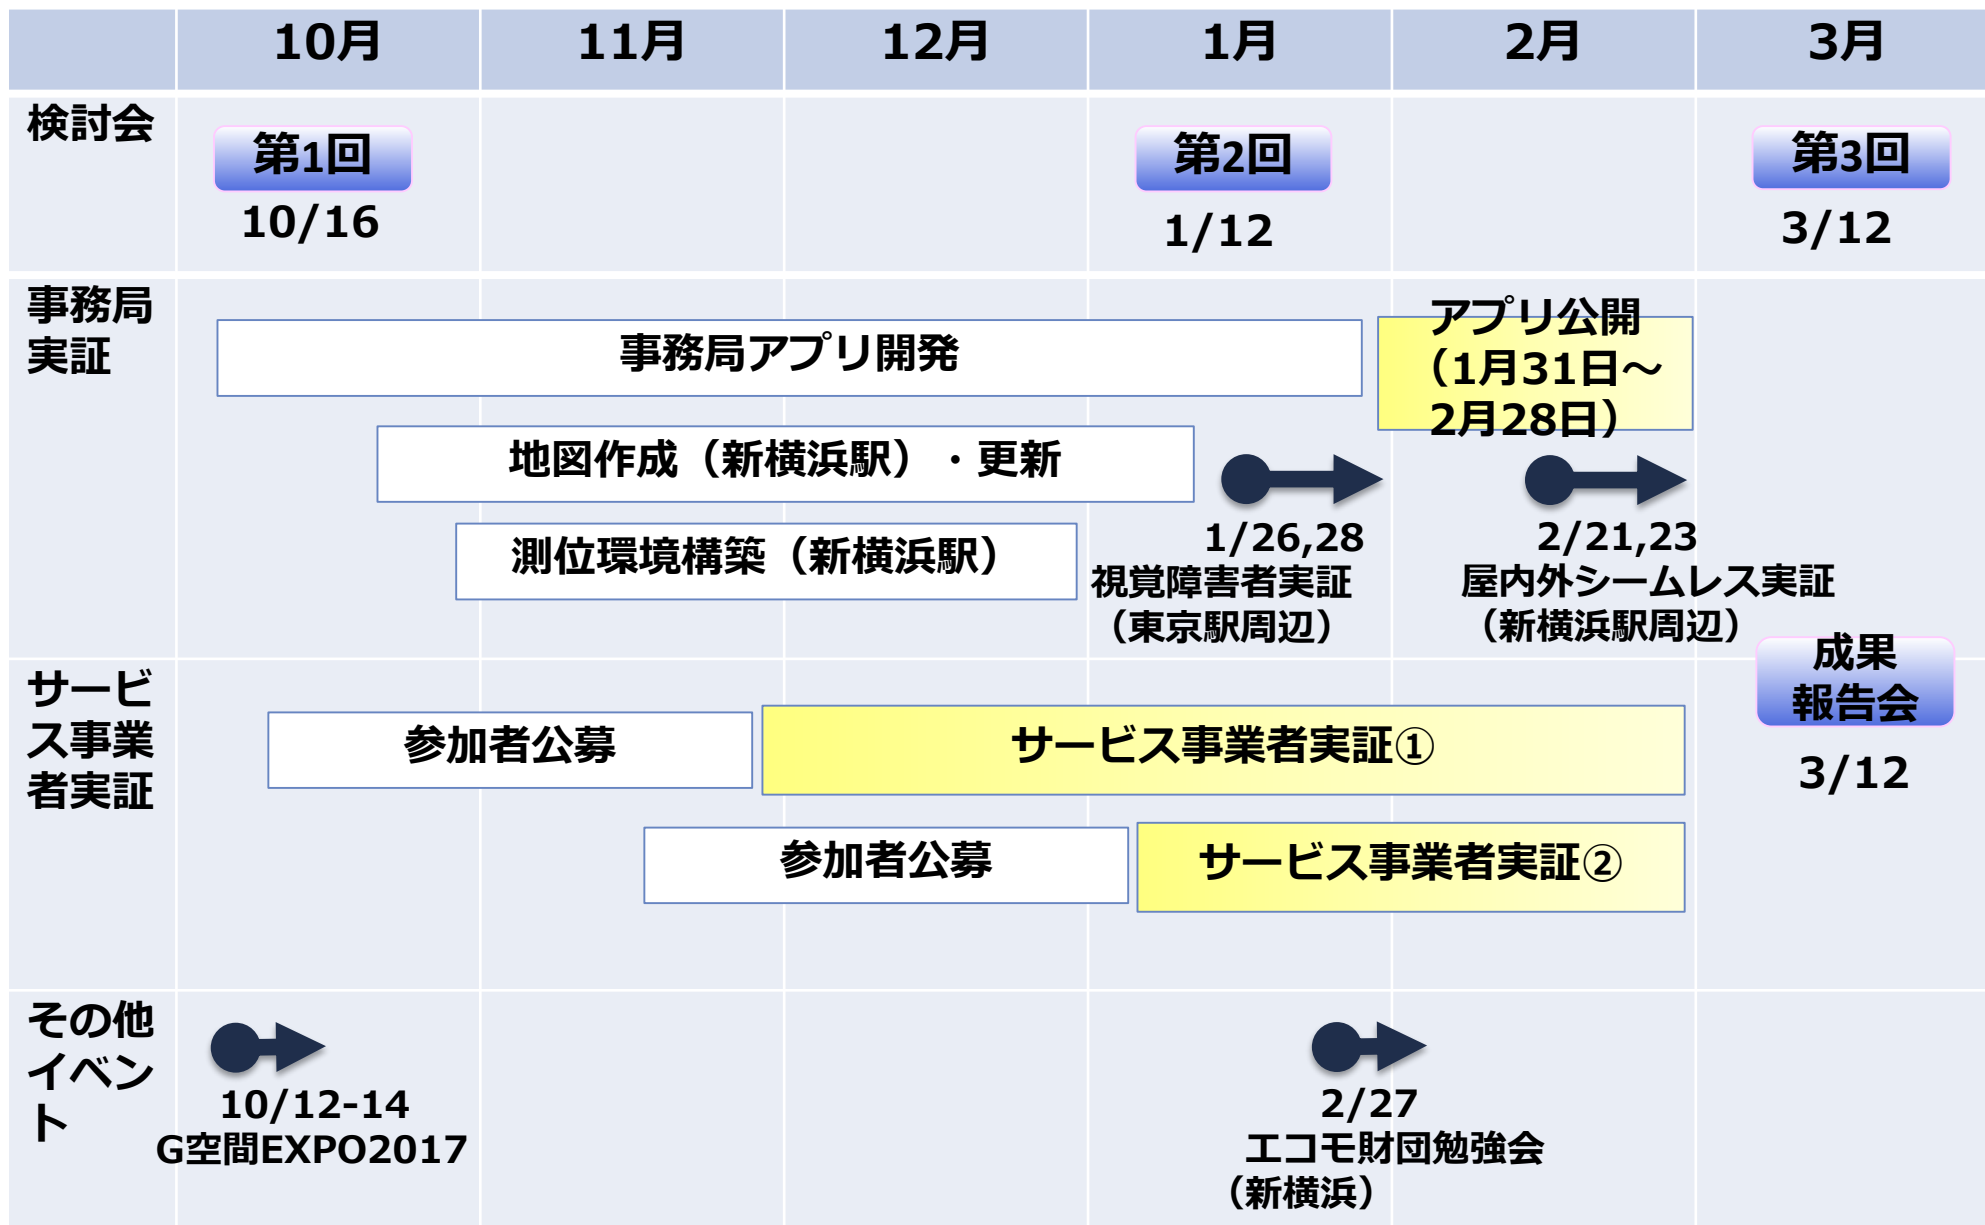 10月
11月
12月
1月
2月
3月
検討会
第1回
10/16
第2回
1/12
第3回
3/12
事務局
実証
事務局アプリ開発
アプリ公開
（1月31日～
2月28日）
地図作成（新横浜駅）・更新
測位環境構築（新横浜駅）
1/26,28
視覚障害者実証
（東京駅周辺）
2/21,23
屋内外シームレス実証
（新横浜駅周辺）
サービ
ス事業
者実証
参加者公募
サービス事業者実証①
参加者公募
サービス事業者実証②
成果
報告会
3/12
その他
イベン
ト
10/12-14
G空間EXPO2017
2/27
エコモ財団勉強会
（新横浜）